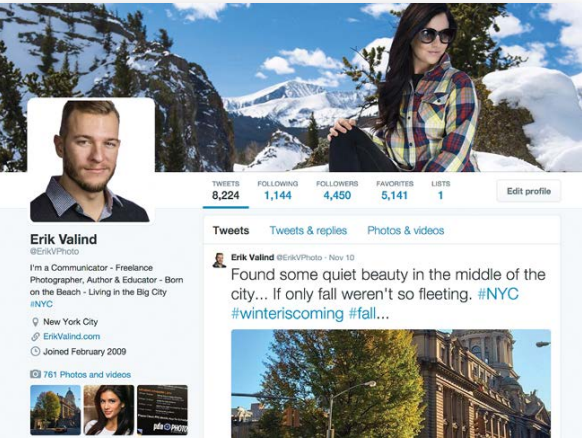 TWEETS FOLLOWING FOLLOWERS FAVORITES LISTS
8,224 1,144 4,450 5,141 1
Edit profile
Erik Valind
@ErikVPhoto
I'm a Communicator - Freelance
Photographer, Author & Educator - Born
on the Beach - Living in the Big City
#NYC
New York City
ErikValind.com
Joined February 2009
761 Photos and videos
pdn PHOTO
Tweets Tweets & replies Photos & videos
Erik Valind @ErikVPhoto · Nov 10
Found some quiet beauty in the middle of the
city... If only fall weren't so fleeting. #NYC
#winteriscoming #fall...